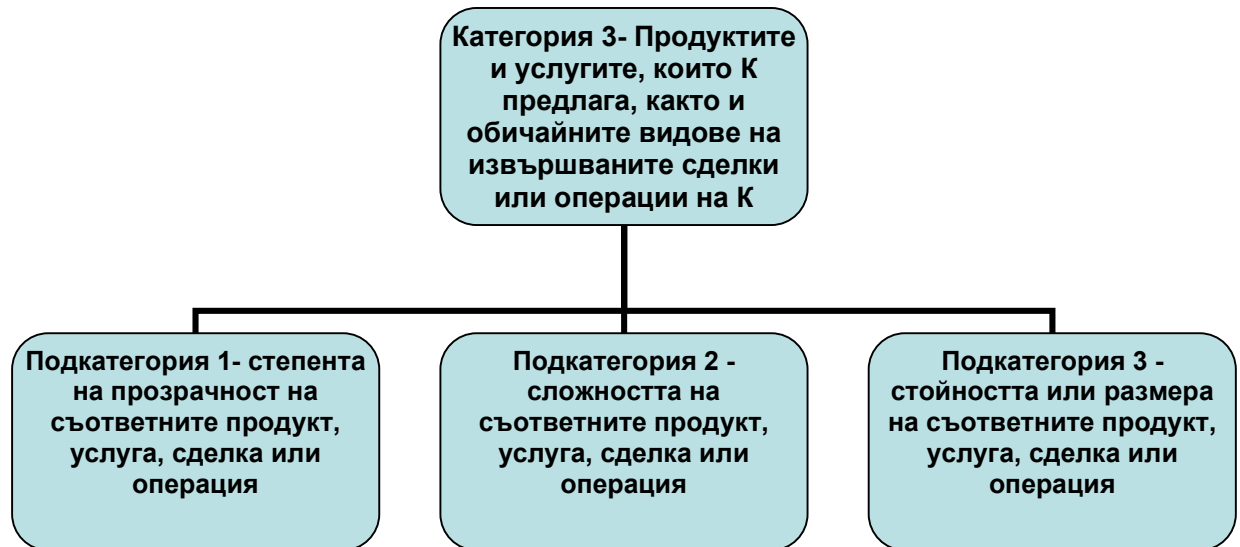 Категория 3- Продуктите
и услугите, които К
предлага, както и
обичайните видове на
извършваните сделки
или операции на К
Подкатегория 1- степента
на прозрачност на
съответните продукт,
услуга, сделка или
операция
Подкатегория 2 -
сложността на
съответните продукт,
услуга, сделка или
операция
Подкатегория 3 -
стойността или размера
на съответните продукт,
услуга, сделка или
операция